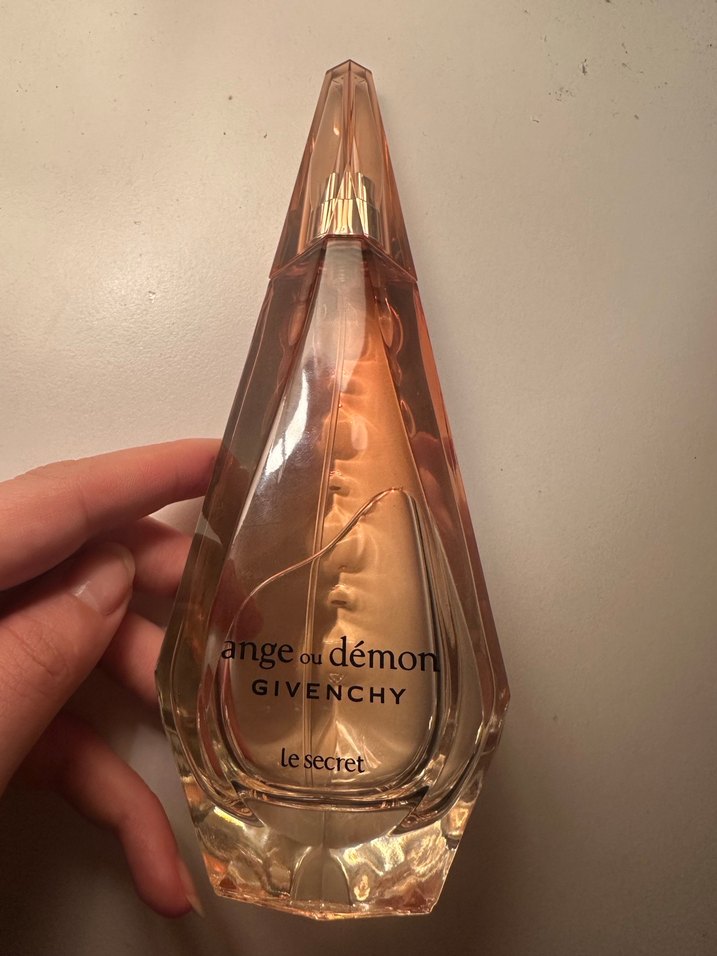 ange ou démon
GIVENCHY
le secret